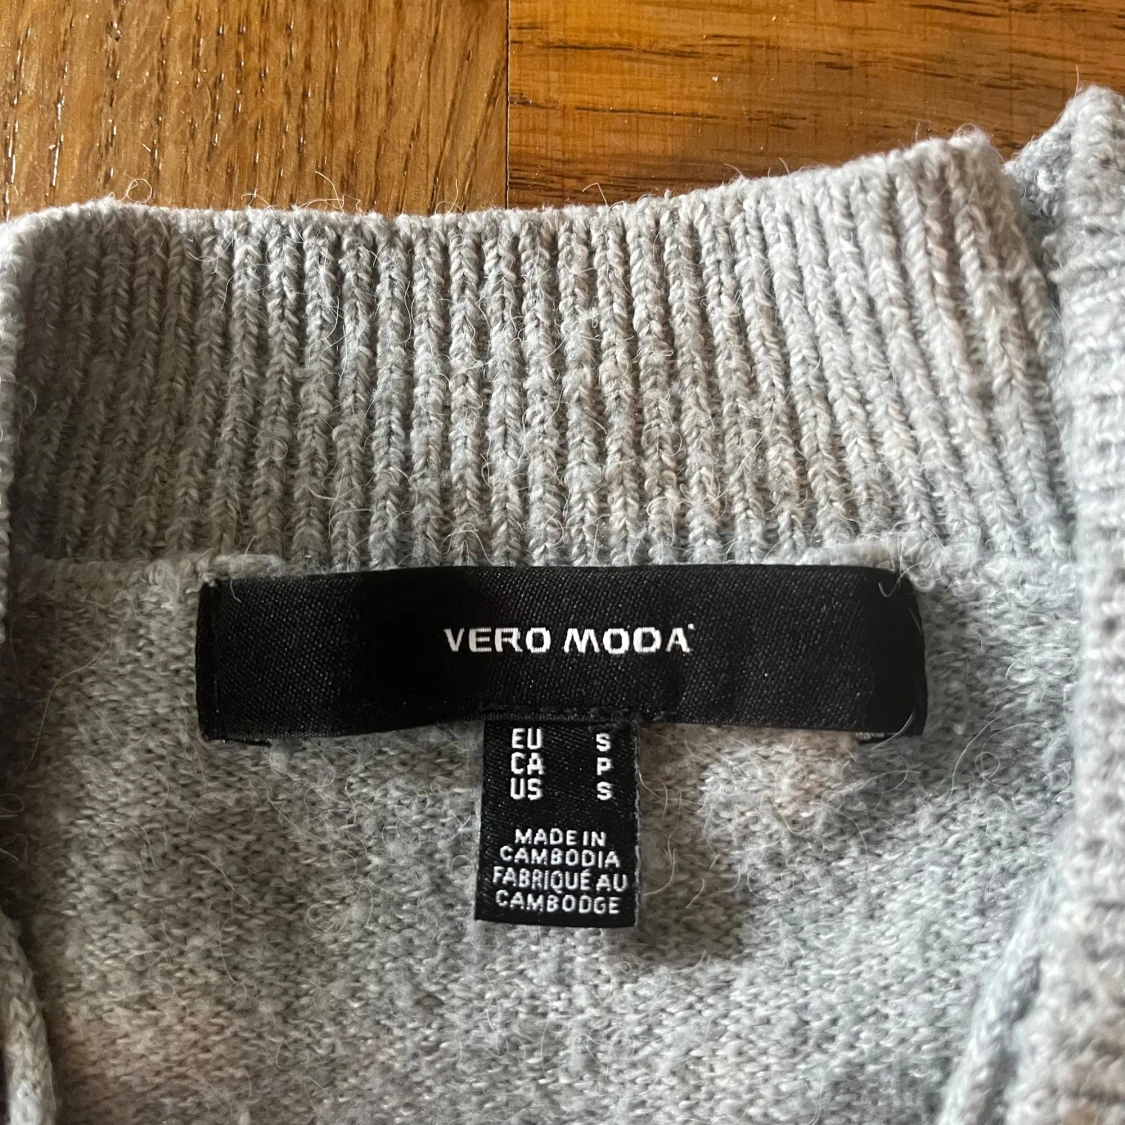 VERO MODA
EU S
CA P
US S
MADE IN
CAMBODIA
FABRIQUÉ AU
CAMBODGE